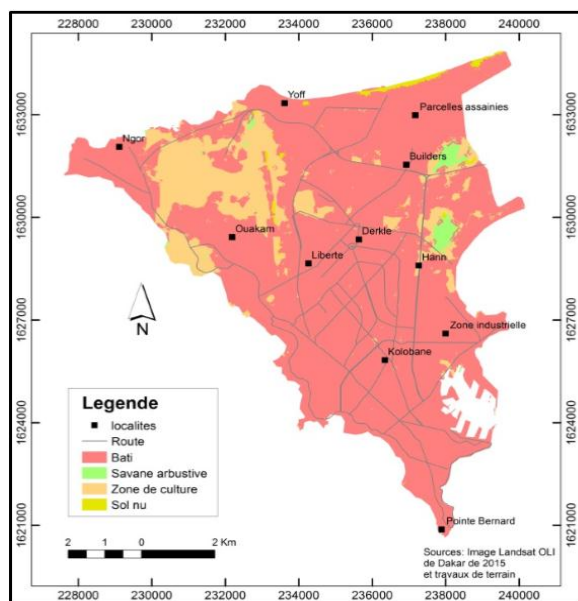 228000 230000 232000 234000 236000 238000 240000
1633000 1633000
1630000 1630000
1627000 1627000
1624000 1624000
1621000 1621000
Yoff
Parcelles assainies
Ngor
Builders
Ouakam
Derkle
Liberte
Hann
Zone industrielle
Kolobane
Pointe Bernard
N
Legende
localites
Route
Bati
Savane arbustive
Zone de culture
Sol nu
2 1 0 2 Km
Sources: Image Landsat OLI
de Dakar de 2015
et travaux de terrain
228000 230000 232000 234000 236000 238000 240000